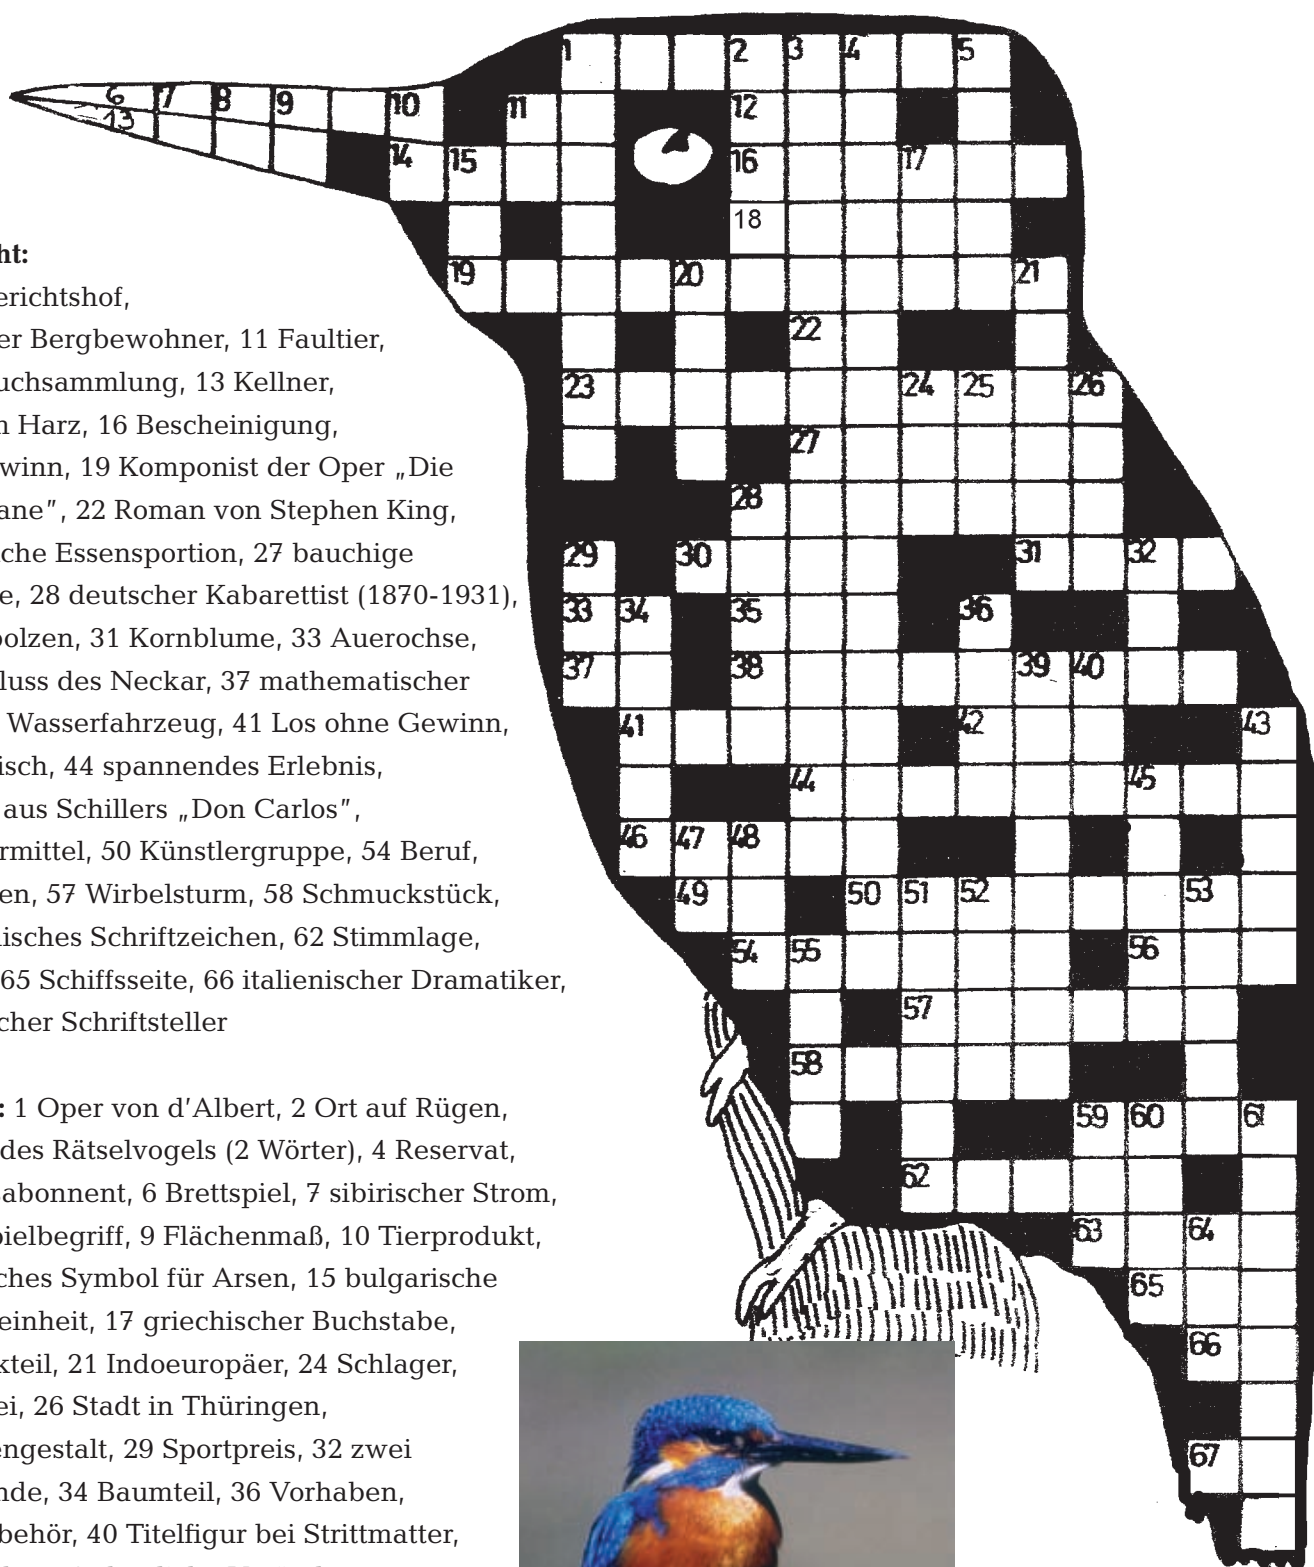 1 2 3 4 5
6 7 8 9 10 11 12
13 14 15 16 17
18
19 20 21
22
23 24 25 26
27
28
29 30 31 32
33 34 35 36
37 38 39 40
41 42 43
44 45
46 47 48
49 50 51 52 53
54 55 56
57
58
59 60 61
62
63 64
65
66
67
ht:
erichtshof,
er Bergbewohner, 11 Faultier,
uchsammlung, 13 Kellner,
Harz, 16 Bescheinigung,
winn, 19 Komponist der Oper „Die
ane”, 22 Roman von Stephen King,
che Essensportion, 27 bauchige
e, 28 deutscher Kabarettist (1870-1931),
olzen, 31 Kornblume, 33 Auerochse,
luss des Neckar, 37 mathematischer
Wasserfahrzeug, 41 Los ohne Gewinn,
isch, 44 spannendes Erlebnis,
aus Schillers „Don Carlos”,
rmittel, 50 Künstlergruppe, 54 Beruf,
en, 57 Wirbelsturm, 58 Schmuckstück,
isches Schriftzeichen, 62 Stimmlage,
65 Schiffsseite, 66 italienischer Dramatiker,
cher Schriftsteller
: 1 Oper von d’Albert, 2 Ort auf Rügen,
des Rätselvogels (2 Wörter), 4 Reservat,
abonnent, 6 Brettspiel, 7 sibirischer Strom,
pielbegriff, 9 Flächenmaß, 10 Tierprodukt,
ches Symbol für Arsen, 15 bulgarische
einheit, 17 griechischer Buchstabe,
kteil, 21 Indoeuropäer, 24 Schlager,
ei, 26 Stadt in Thüringen,
engestalt, 29 Sportpreis, 32 zwei
nde, 34 Baumteil, 36 Vorhaben,
behör, 40 Titelfigur bei Strittmatter,